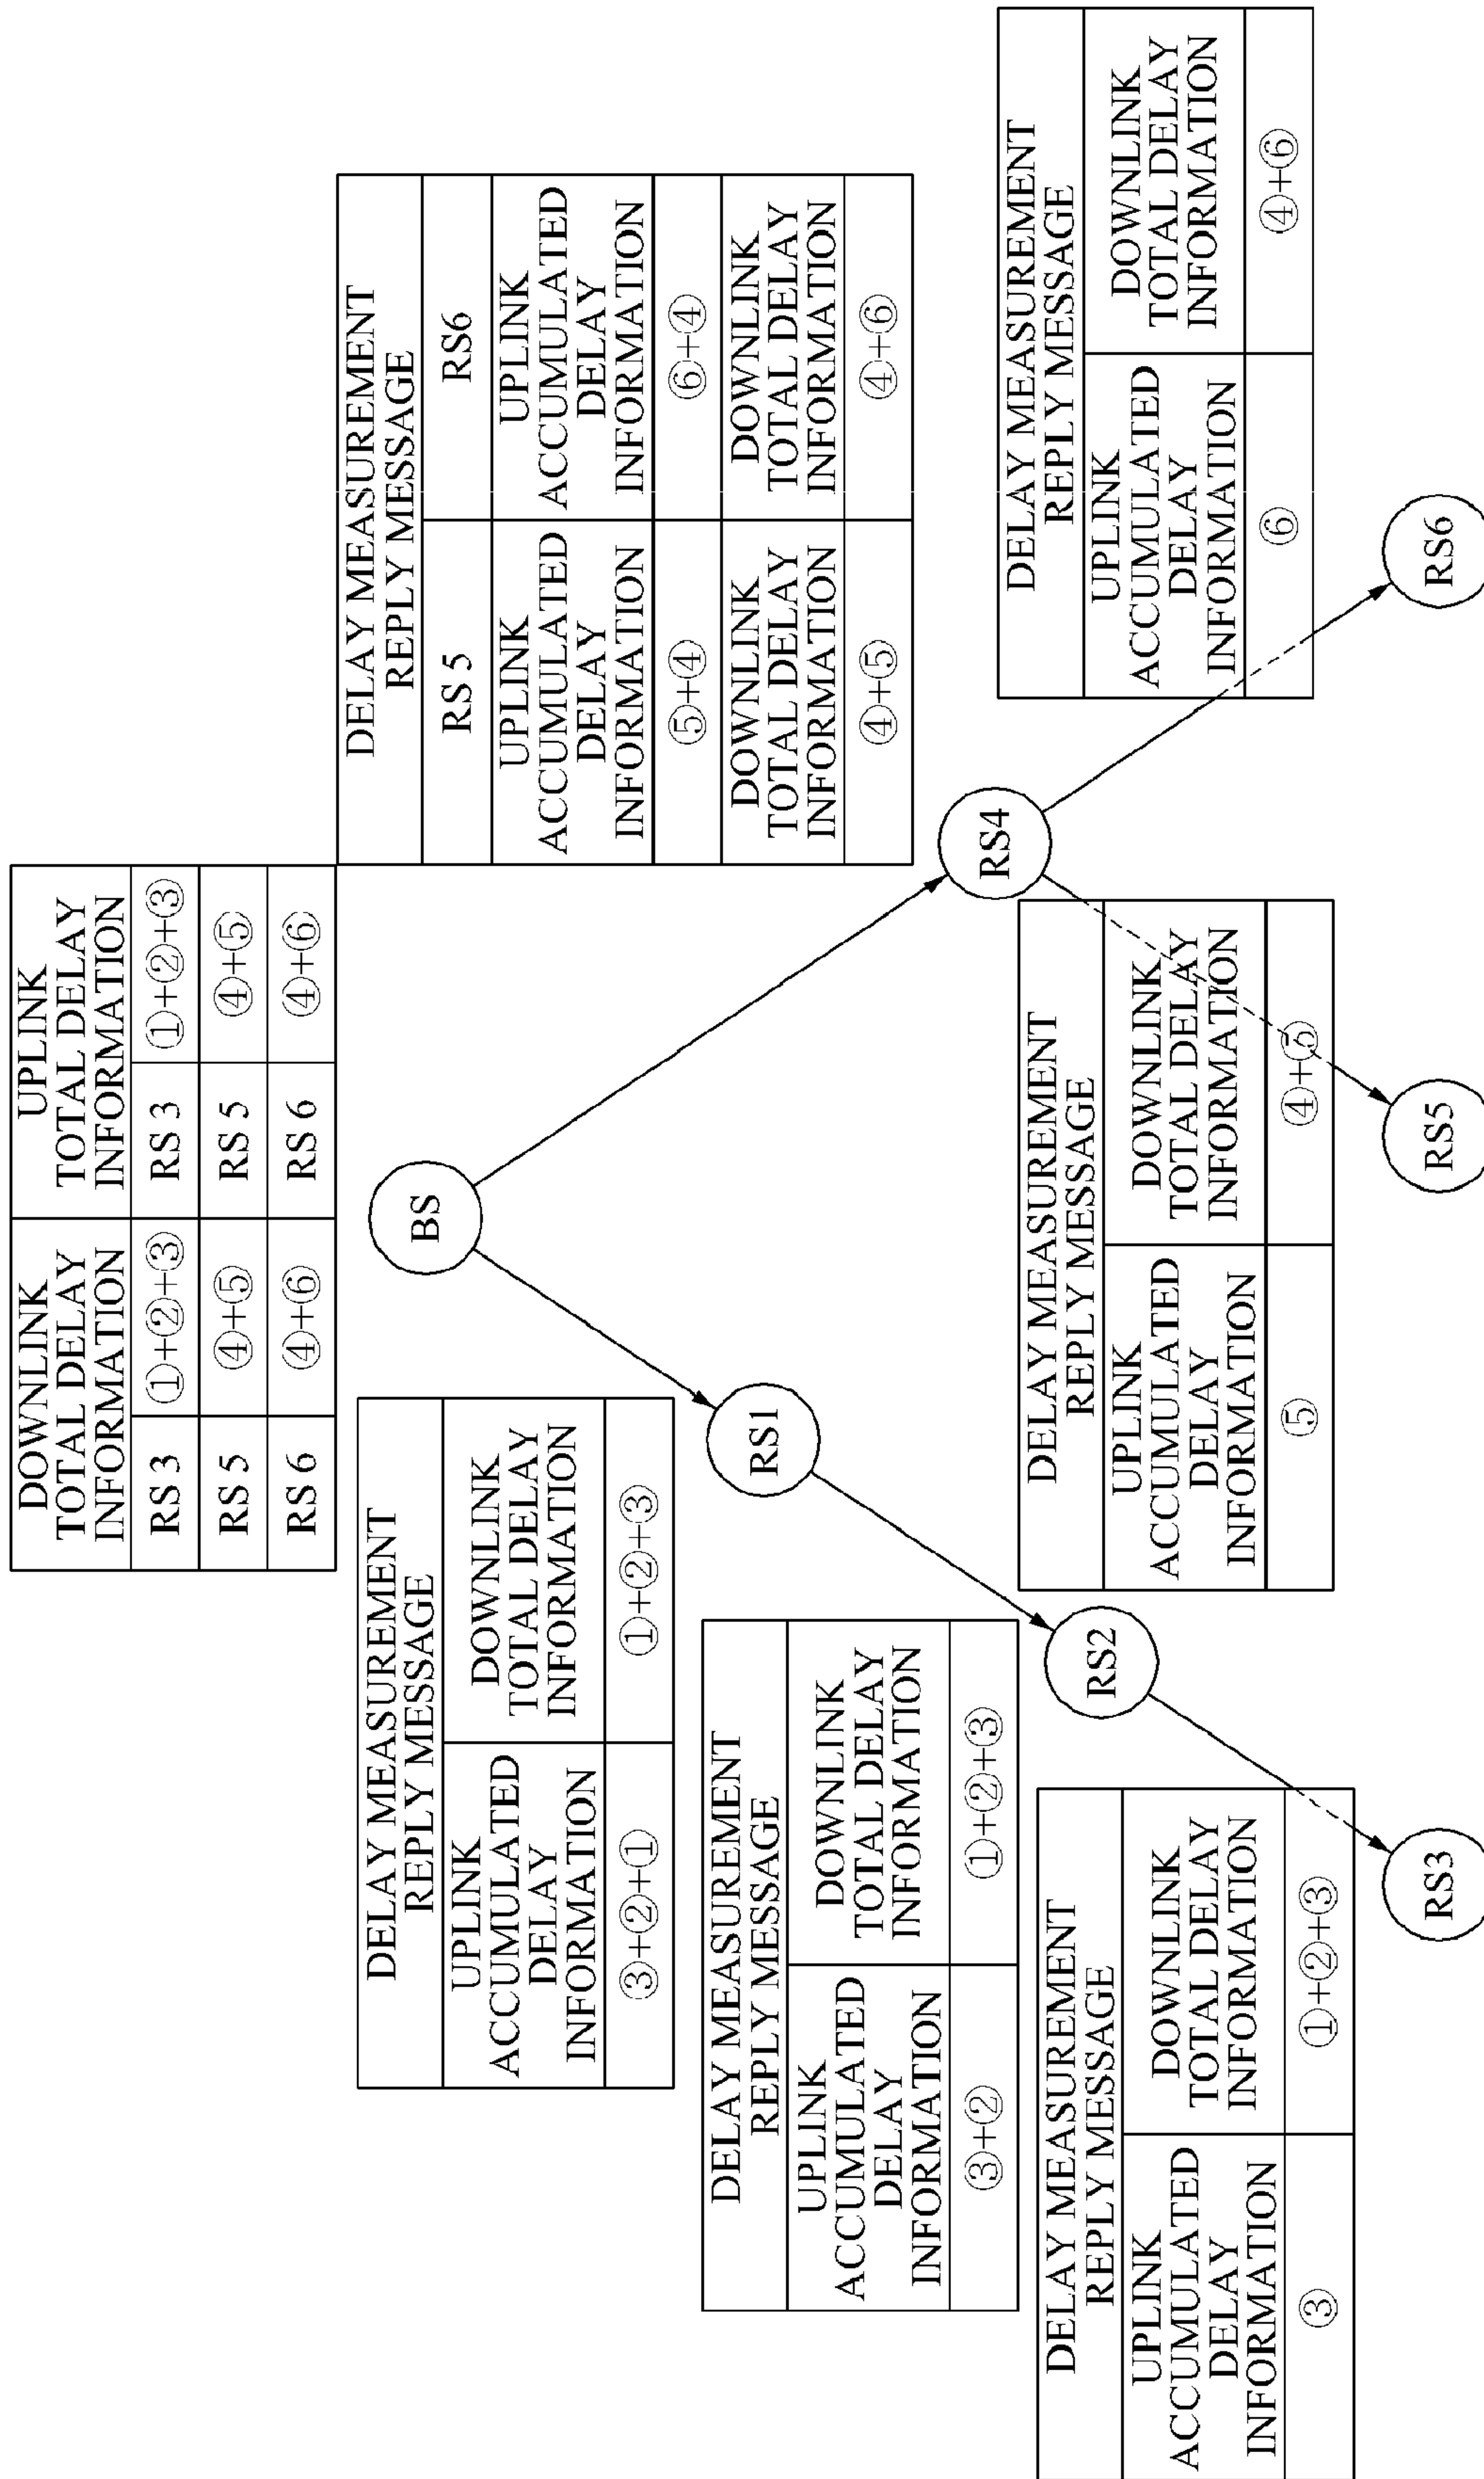 DOWNLINK
TOTAL DELAY
INFORMATION
UPLINK
TOTAL DELAY
INFORMATION
RS 3 ①+②+③ RS 3 ①+②+③
RS 5 ④+⑤ RS 5 ④+⑤
RS 6 ④+⑥ RS 6 ④+⑥
BS
DELAY MEASUREMENT
REPLY MESSAGE
UPLINK
ACCUMULATED
DELAY
INFORMATION
DOWNLINK
TOTAL DELAY
INFORMATION
③+②+① ①+②+③
DELAY MEASUREMENT
REPLY MESSAGE
RS 5 RS6
UPLINK
ACCUMULATED
DELAY
INFORMATION
UPLINK
ACCUMULATED
DELAY
INFORMATION
⑤+④ ⑥+④
DOWNLINK
TOTAL DELAY
INFORMATION
DOWNLINK
TOTAL DELAY
INFORMATION
④+⑤ ④+⑥
RS1
RS4
DELAY MEASUREMENT
REPLY MESSAGE
UPLINK
ACCUMULATED
DELAY
INFORMATION
DOWNLINK
TOTAL DELAY
INFORMATION
③+② ①+②+③
RS2
DELAY MEASUREMENT
REPLY MESSAGE
UPLINK
ACCUMULATED
DELAY
INFORMATION
DOWNLINK
TOTAL DELAY
INFORMATION
③ ①+②+③
DELAY MEASUREMENT
REPLY MESSAGE
UPLINK
ACCUMULATED
DELAY
INFORMATION
DOWNLINK
TOTAL DELAY
INFORMATION
⑤ ④+⑤
DELAY MEASUREMENT
REPLY MESSAGE
UPLINK
ACCUMULATED
DELAY
INFORMATION
DOWNLINK
TOTAL DELAY
INFORMATION
⑥ ④+⑥
RS3
RS5
RS6